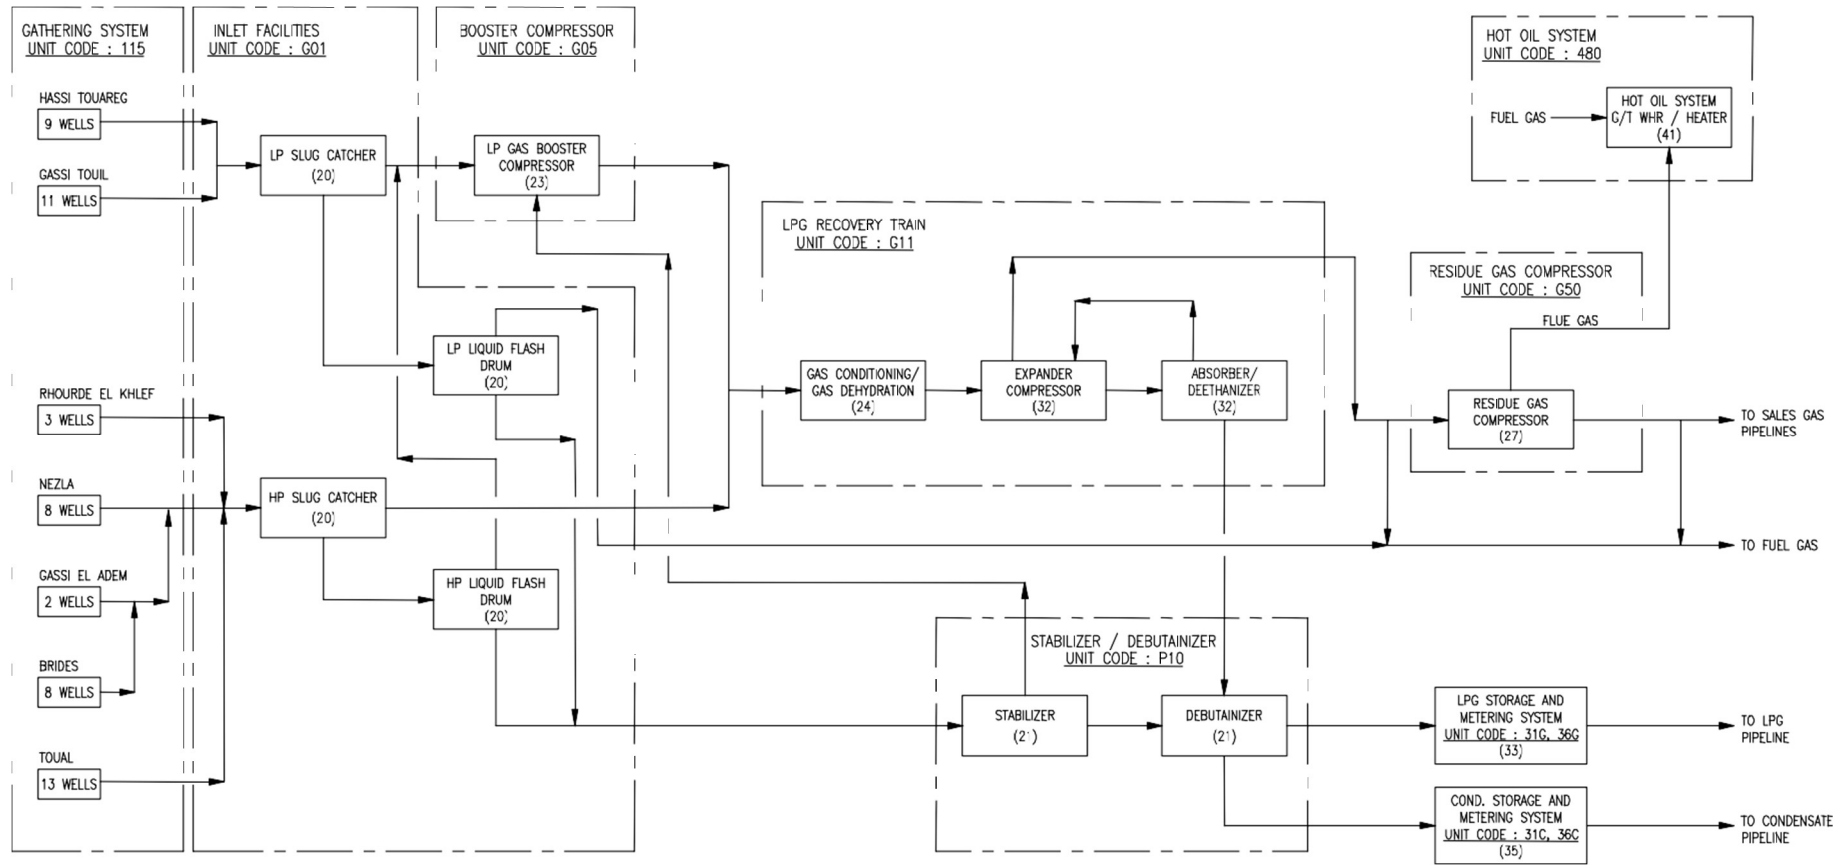 GATHERING SYSTEM
UNIT CODE : 115
HASSI TOUAREG
9 WELLS
GASSI TOUIL
11 WELLS
RHOURDE EL KHLEF
3 WELLS
NEZLA
8 WELLS
GASSI EL ADEM
2 WELLS
BRIDES
8 WELLS
TOUAL
13 WELLS
INLET FACILITIES
UNIT CODE : G01
LP SLUG CATCHER
(20)
LP LIQUID FLASH
DRUM
(20)
HP SLUG CATCHER
(20)
HP LIQUID FLASH
DRUM
(20)
BOOSTER COMPRESSOR
UNIT CODE : G05
LP GAS BOOSTER
COMPRESSOR
(23)
LPG RECOVERY TRAIN
UNIT CODE : G11
GAS CONDITIONING/
GAS DEHYDRATION
(24)
EXPANDER
COMPRESSOR
(32)
ABSORBER/
DEETHANIZER
(32)
HOT OIL SYSTEM
UNIT CODE : 480
FUEL GAS
HOT OIL SYSTEM
G/T WHR / HEATER
(41)
RESIDUE GAS COMPRESSOR
UNIT CODE : G50
FLUE GAS
RESIDUE GAS
COMPRESSOR
(27)
TO SALES GAS
PIPELINES
TO FUEL GAS
STABILIZER / DEBUTAINIZER
UNIT CODE : P10
STABILIZER
(21)
DEBUTAINIZER
(21)
LPG STORAGE AND
METERING SYSTEM
UNIT CODE : 31G, 36G
(33)
TO LPG
PIPELINE
COND. STORAGE AND
METERING SYSTEM
UNIT CODE : 31C, 36C
(35)
TO CONDENSATE
PIPELINE